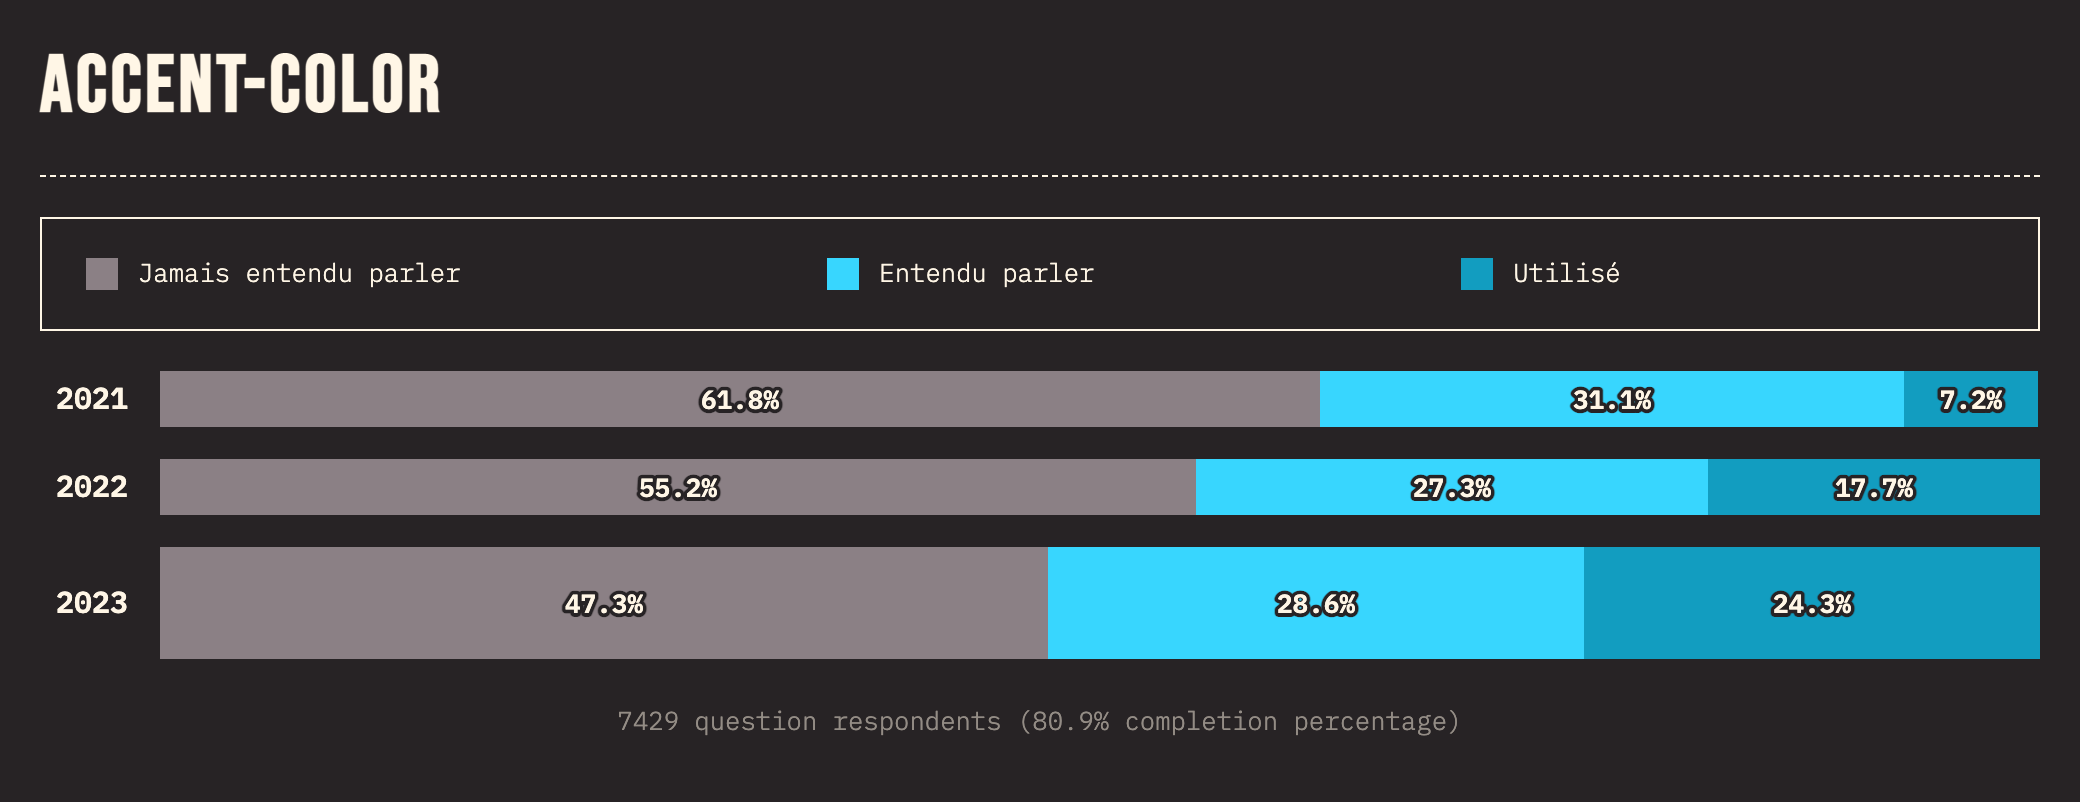 ACCENT-COLOR
Jamais entendu parler Entendu parler Utilisé
2021 61.8% 31.1% 7.2%
2022 55.2% 27.3% 17.7%
2023 47.3% 28.6% 24.3%
7429 question respondents (80.9% completion percentage)